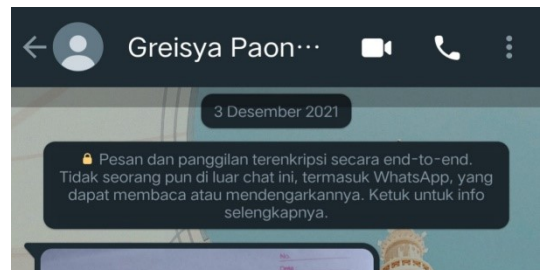 Greisya Paon...
3 Desember 2021
Pesan dan panggilan terenkripsi secara end-to-end.
Tidak seorang pun di luar chat ini, termasuk WhatsApp, yang
dapat membaca atau mendengarkannya. Ketuk untuk info
selengkapnya.